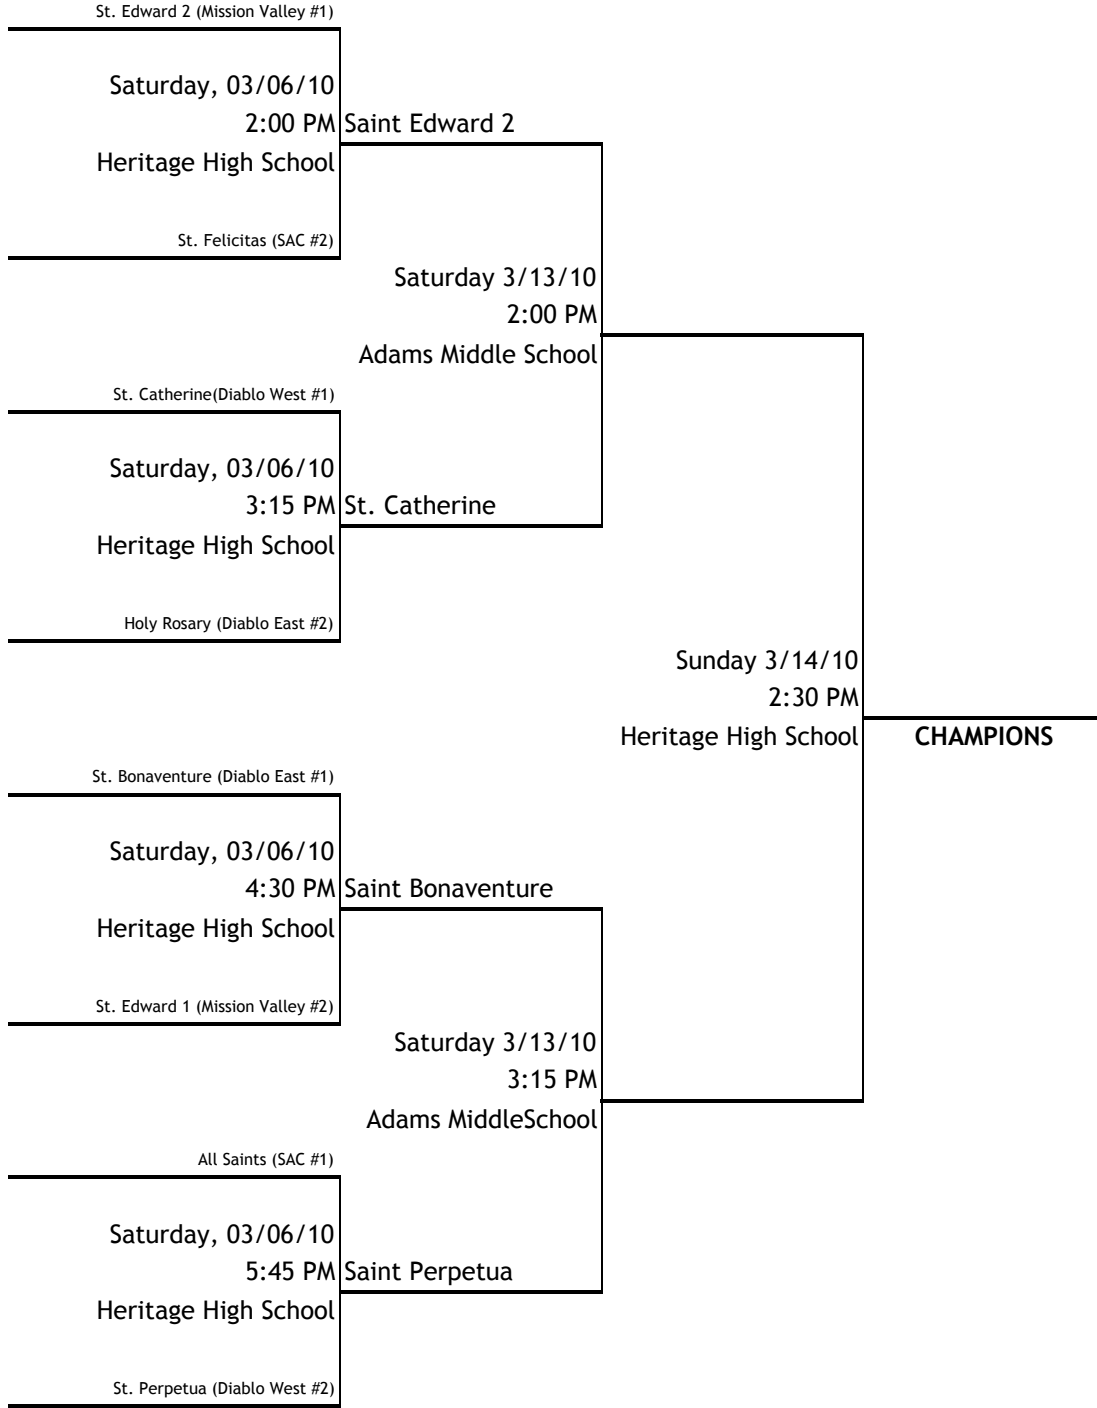 St. Edward 2 (Mission Valley #1)
Saturday, 03/06/10
2:00 PM
Saint Edward 2
Heritage High School
St. Felicitas (SAC #2)
Saturday 3/13/10
2:00 PM
Adams Middle School
St. Catherine(Diablo West #1)
Saturday, 03/06/10
3:15 PM
St. Catherine
Heritage High School
Holy Rosary (Diablo East #2)
Sunday 3/14/10
2:30 PM
Heritage High School
CHAMPIONS
St. Bonaventure (Diablo East #1)
Saturday, 03/06/10
4:30 PM
Saint Bonaventure
Heritage High School
St. Edward 1 (Mission Valley #2)
Saturday 3/13/10
3:15 PM
Adams MiddleSchool
All Saints (SAC #1)
Saturday, 03/06/10
5:45 PM
Saint Perpetua
Heritage High School
St. Perpetua (Diablo West #2)